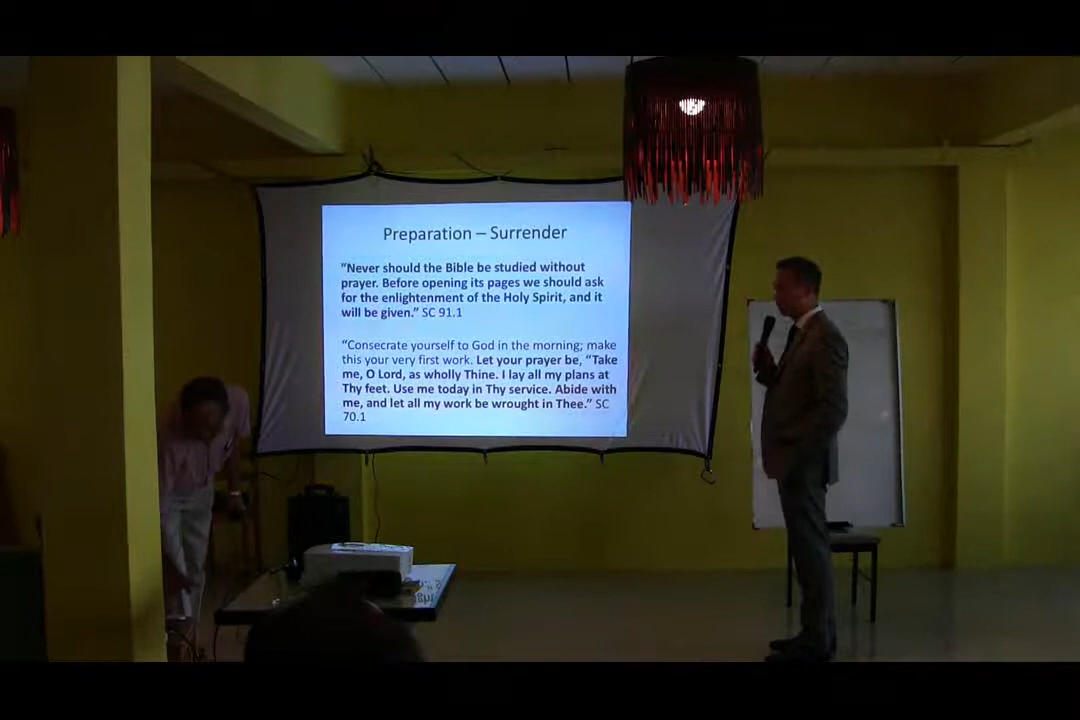 Preparation – Surrender
“Never should the Bible be studied without
prayer. Before opening its pages we should ask
for the enlightenment of the Holy Spirit, and it
will be given.” SC 91.1
“Consecrate yourself to God in the morning; make
this your very first work. Let your prayer be, “Take
me, O Lord, as wholly Thine. I lay all my plans at
Thy feet. Use me today in Thy service. Abide with
me, and let all my work be wrought in Thee.” SC
70.1